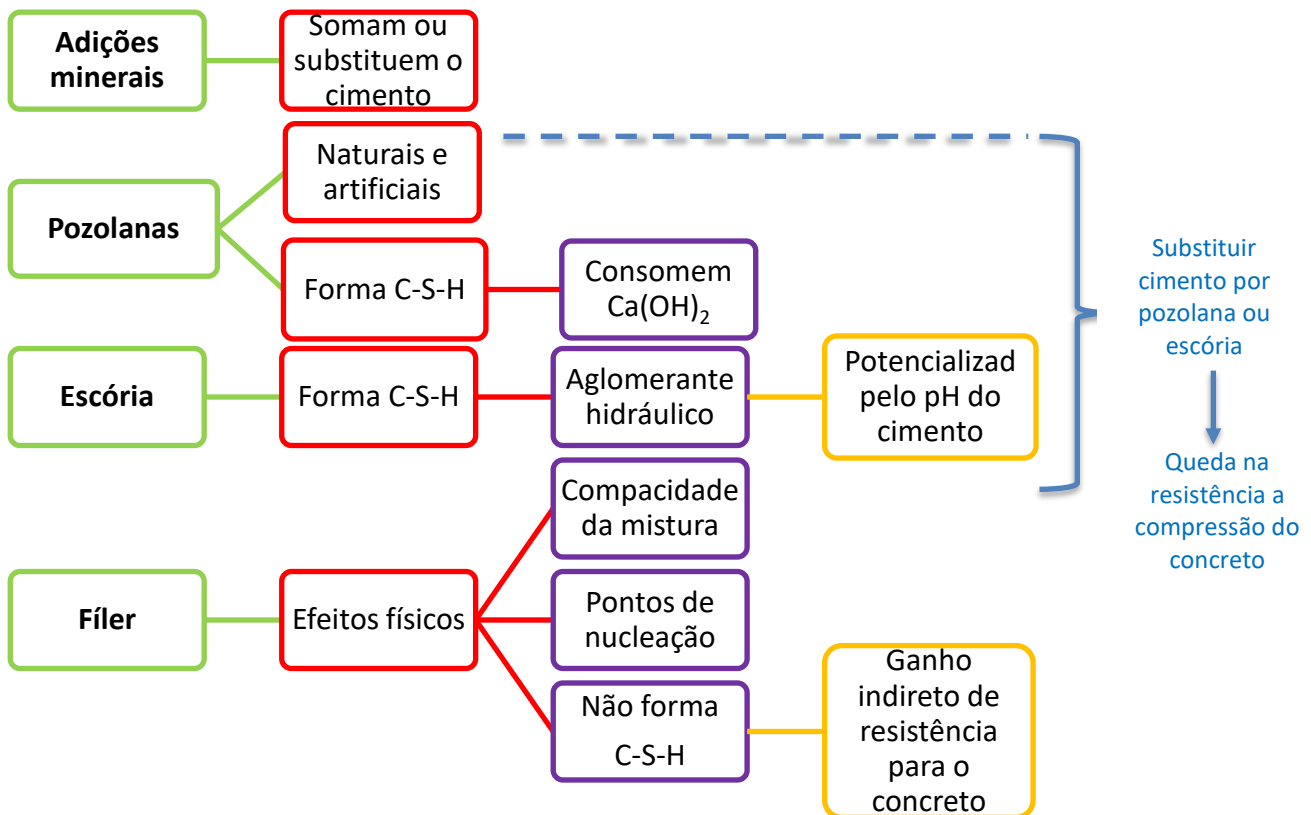 Adições
minerais
Somam ou
substituem o
cimento
Pozolanas
Naturais e
artificiais
Forma C-S-H
Consomem
Ca(OH)₂
Escória
Forma C-S-H
Aglomerante
hidráulico
Potencializad
pelo pH do
cimento
Fíler
Efeitos físicos
Compacidade
da mistura
Pontos de
nucleação
Não forma
C-S-H
Ganho
indireto de
resistência
para o
concreto
Substituir
cimento por
pozolana ou
escória
Queda na
resistência a
compressão do
concreto